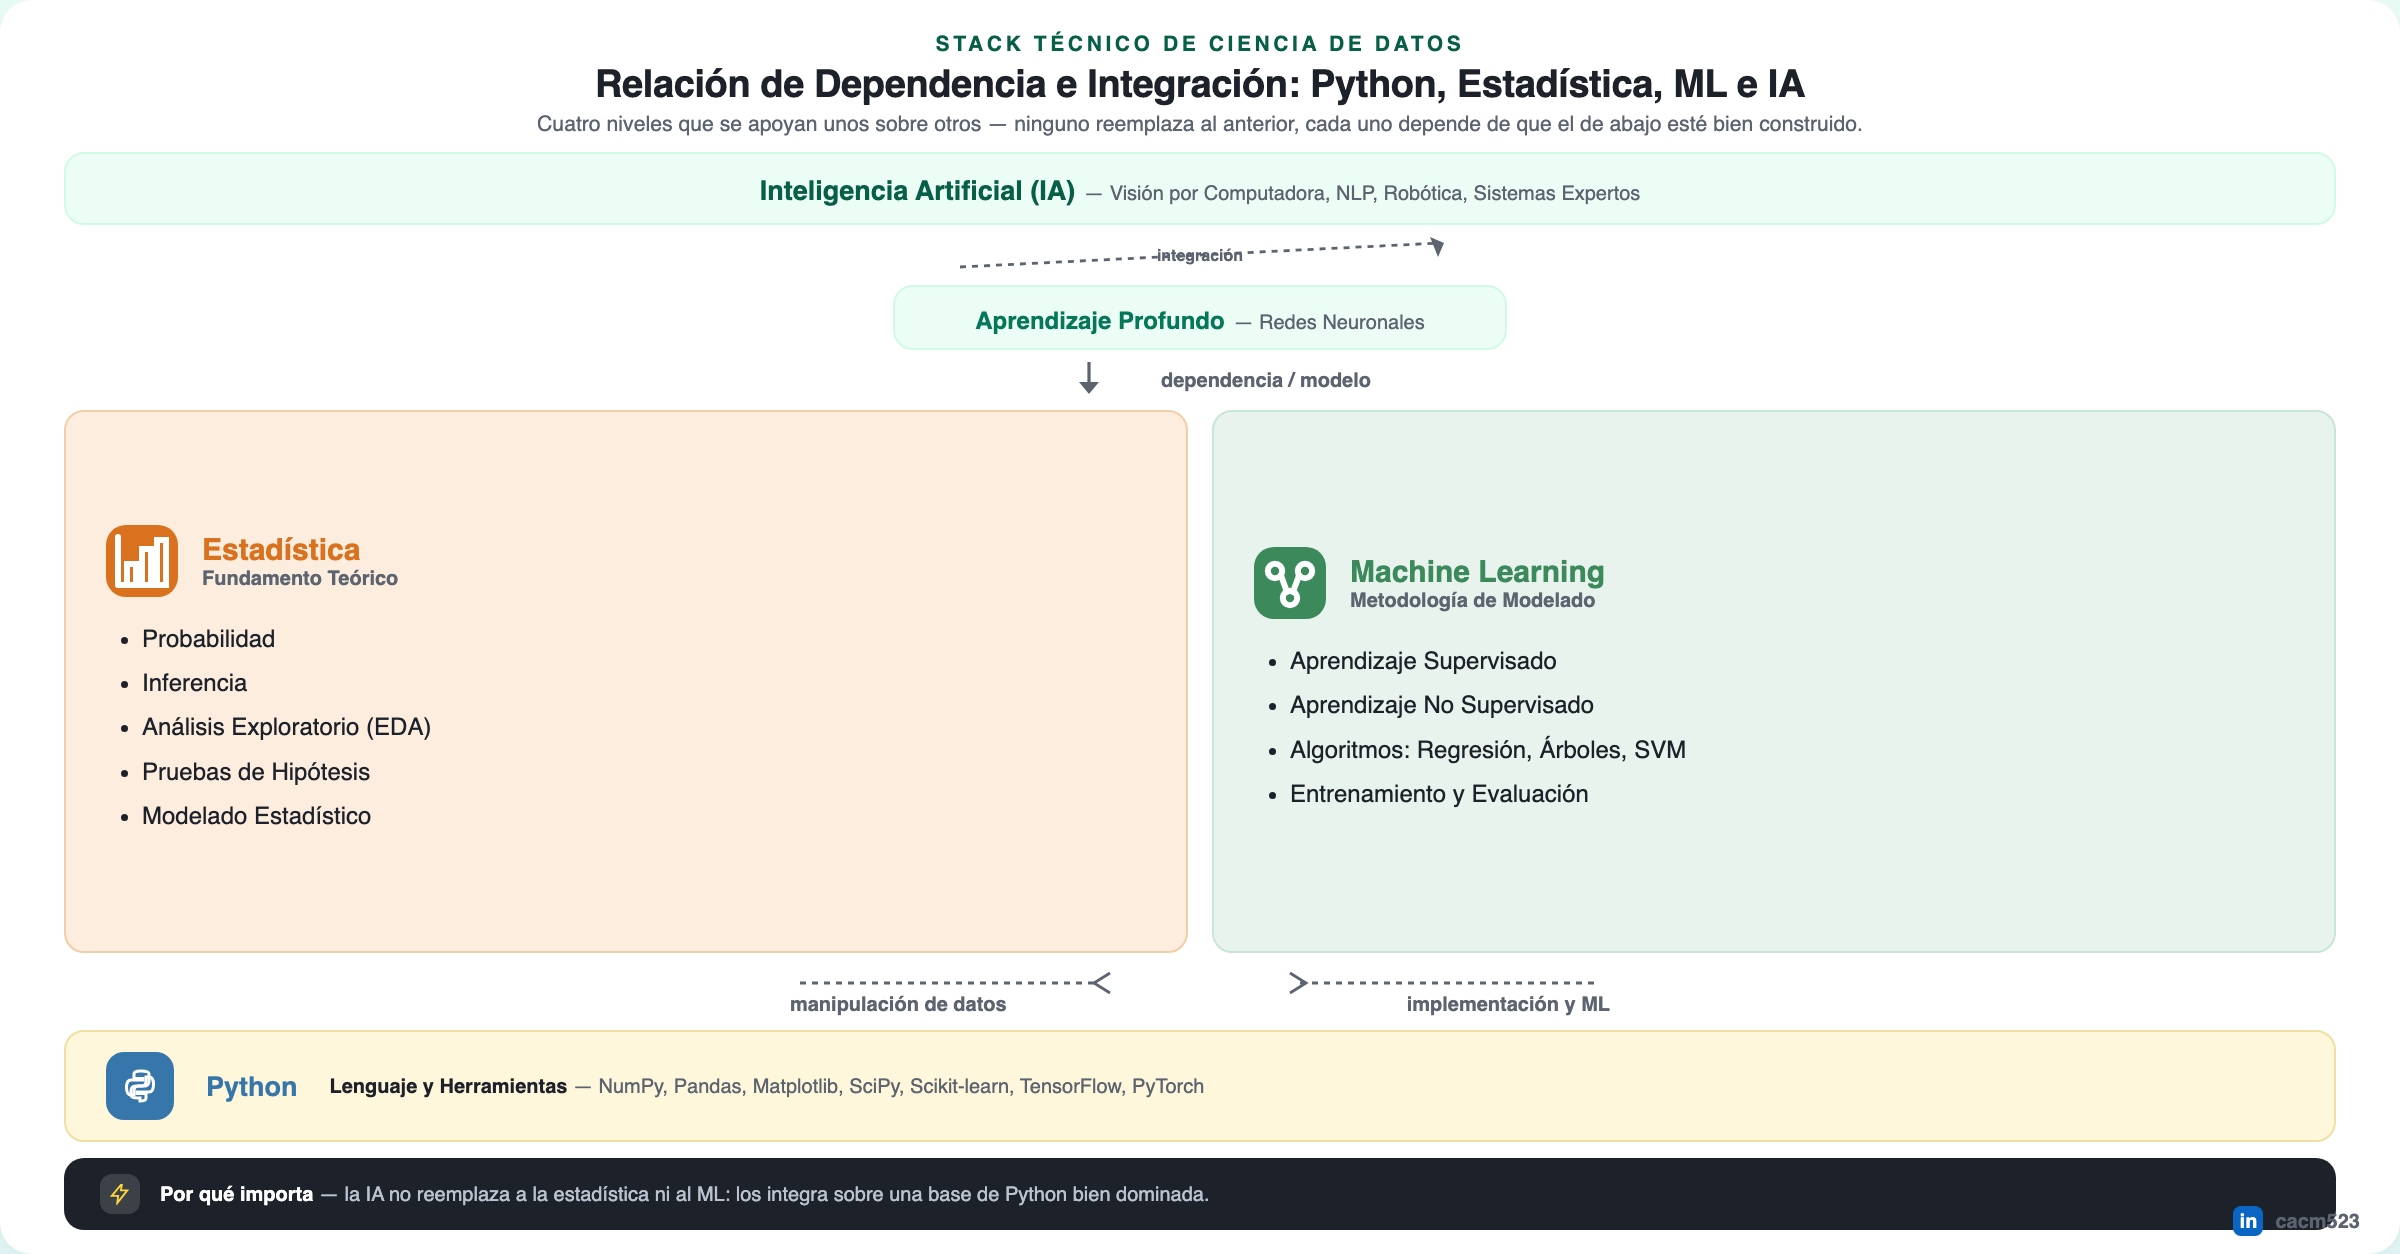 STACK TÉCNICO DE CIENCIA DE DATOS
Relación de Dependencia e Integración: Python, Estadística, ML e IA
Cuatro niveles que se apoyan unos sobre otros — ninguno reemplaza al anterior, cada uno depende de que el de abajo esté bien construido.
Inteligencia Artificial (IA) — Visión por Computadora, NLP, Robótica, Sistemas Expertos
integración
Aprendizaje Profundo — Redes Neuronales
dependencia / modelo
Estadística
Fundamento Teórico
• Probabilidad
• Inferencia
• Análisis Exploratorio (EDA)
• Pruebas de Hipótesis
• Modelado Estadístico
Machine Learning
Metodología de Modelado
• Aprendizaje Supervisado
• Aprendizaje No Supervisado
• Algoritmos: Regresión, Árboles, SVM
• Entrenamiento y Evaluación
manipulación de datos
implementación y ML
Python Lenguaje y Herramientas — NumPy, Pandas, Matplotlib, SciPy, Scikit-learn, TensorFlow, PyTorch
Por qué importa — la IA no reemplaza a la estadística ni al ML: los integra sobre una base de Python bien dominada.
in cacm523